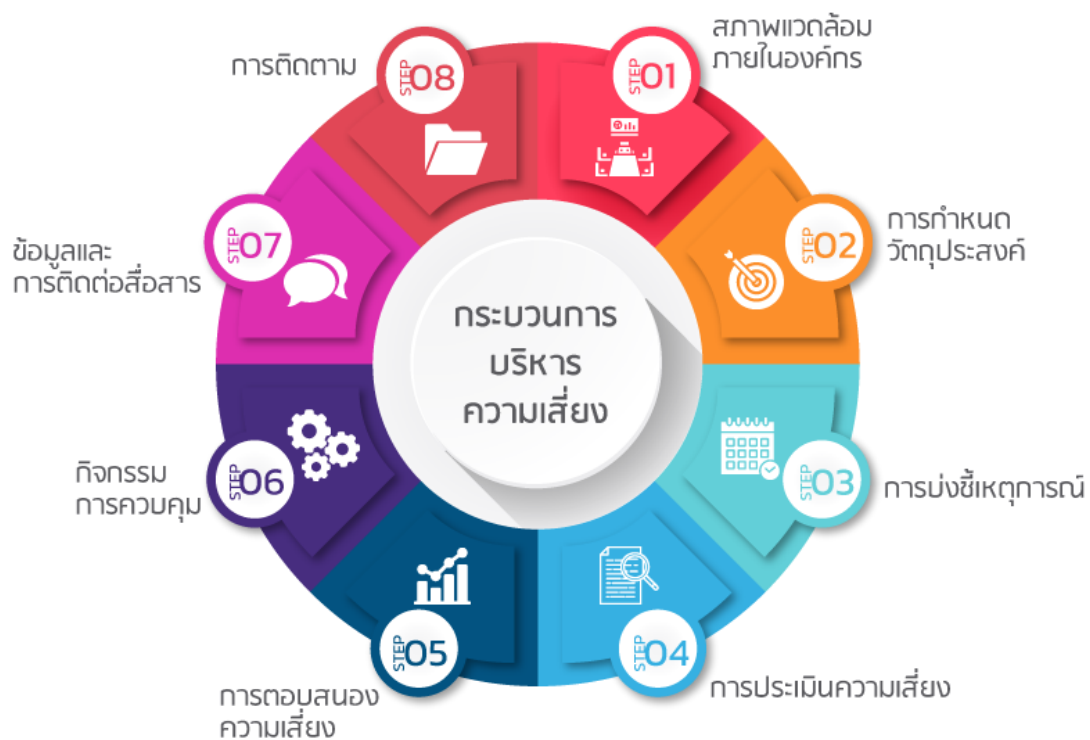 สภาพแวดล้อม
ภายในองค์กร
STEP 01
การกำหนด
วัตถุประสงค์
STEP 02
การบ่งชี้เหตุการณ์
STEP 03
การประเมินความเสี่ยง
STEP 04
การตอบสนอง
ความเสี่ยง
STEP 05
กิจกรรม
การควบคุม
STEP 06
ข้อมูลและ
การติดต่อสื่อสาร
STEP 07
การติดตาม
STEP 08
กระบวนการ
บริหาร
ความเสี่ยง